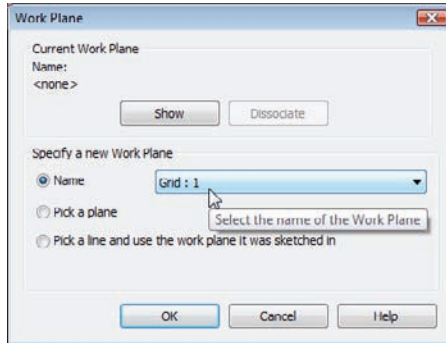 Work Plane
Current Work Plane
Name:
<none>
Show Dissociate
Specify a new Work Plane
Name Grid : 1
Pick a plane
Select the name of the Work Plane
Pick a line and use the work plane it was sketched in
OK Cancel Help